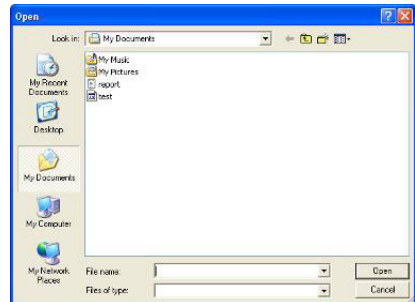 Open
Look in:
My Documents
My Recent
Documents
Desktop
My Documents
My Computer
My Network
Places
My Music
My Pictures
report
test
File name:
Open
Files of type:
Cancel